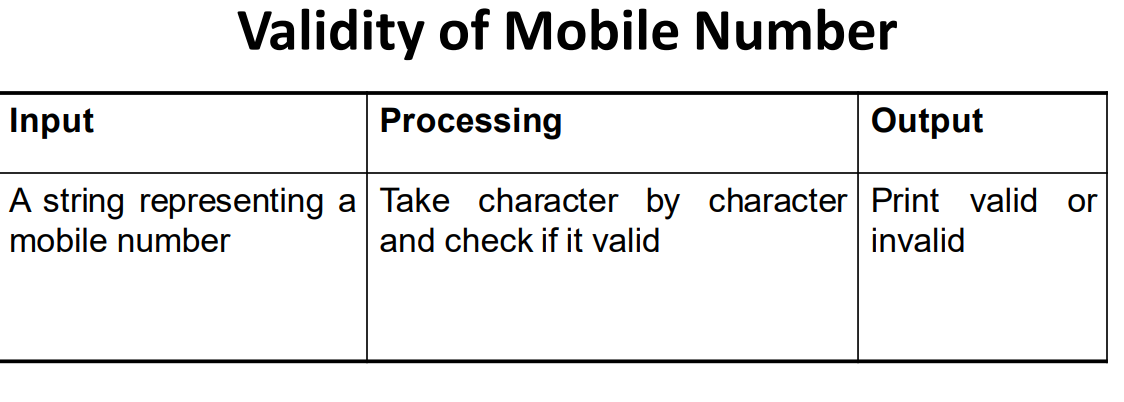 Validity of Mobile Number
Input
Processing
Output
A string representing a
mobile number
Take character by character
and check if it valid
Print valid or
invalid